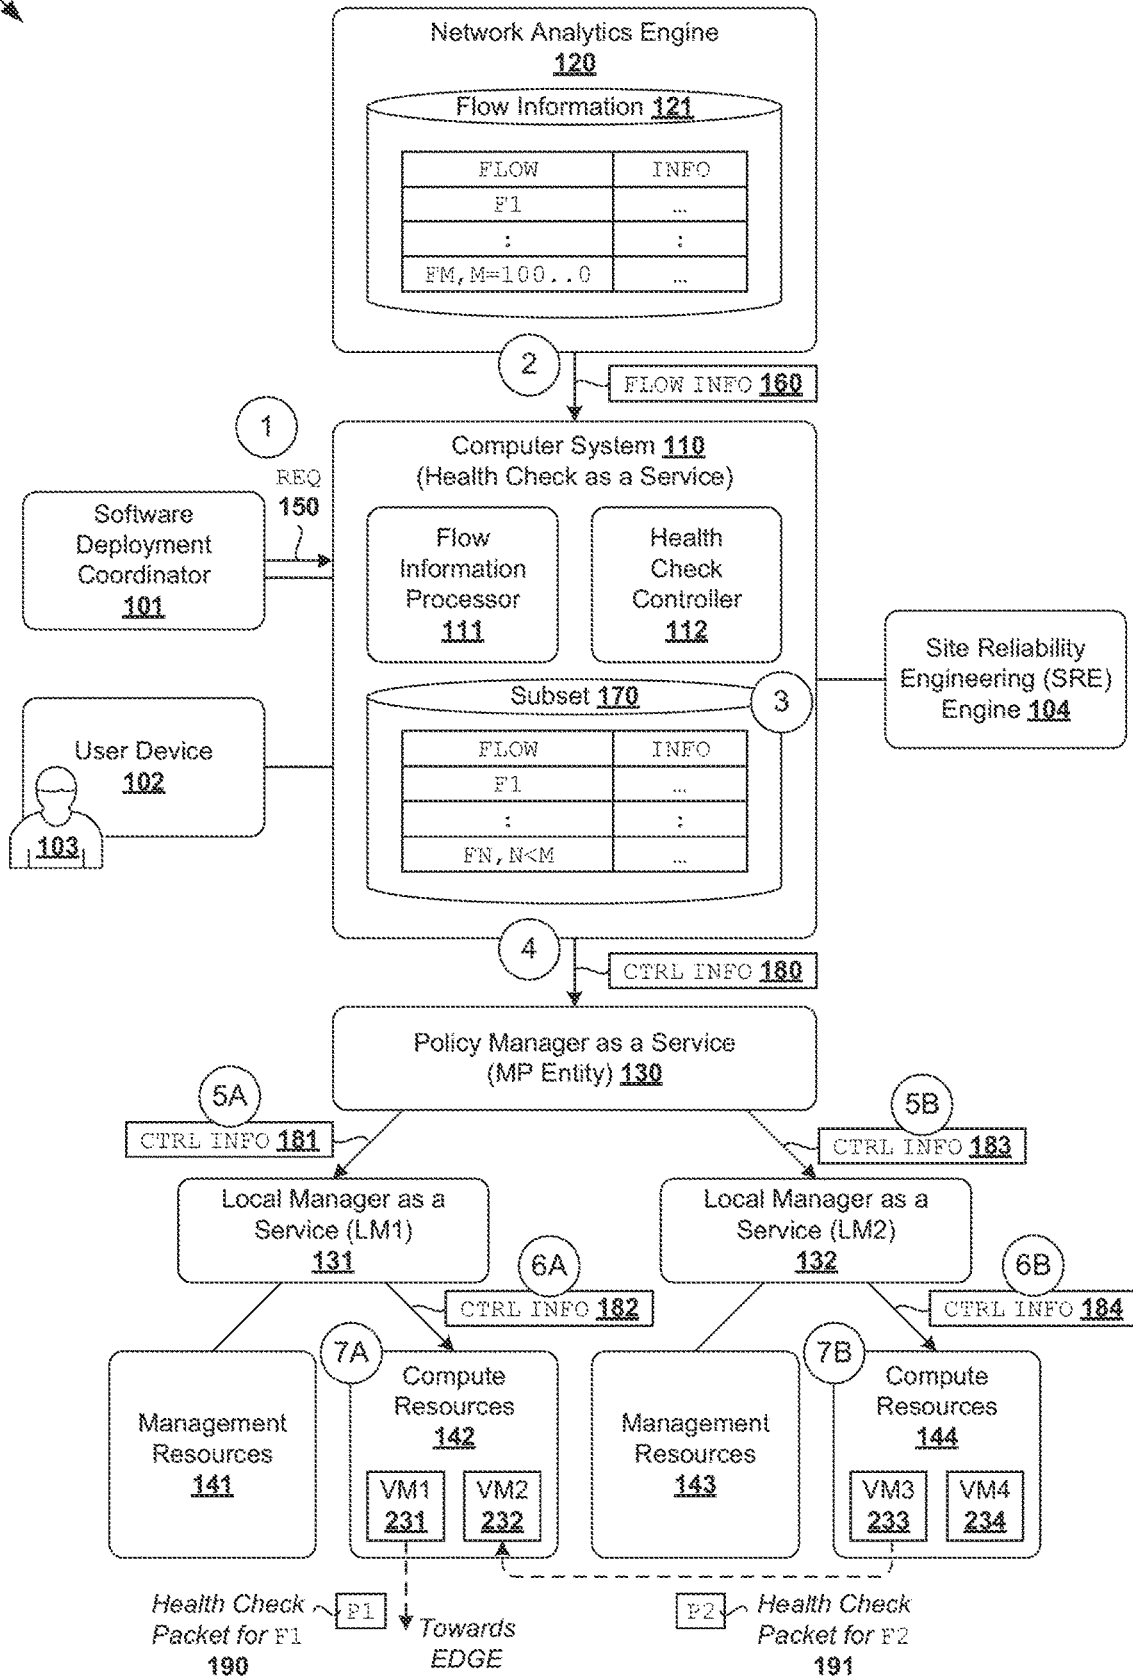 Network Analytics Engine
120
Flow Information 121
FLOW INFO
F1 ...
: :
FM,M=100..0 ...
2
FLOW INFO 160
1
REQ
150
Computer System 110
(Health Check as a Service)
Software
Deployment
Coordinator
101
Flow
Information
Processor
111
Health
Check
Controller
112
Site Reliability
Engineering (SRE)
Engine 104
User Device
102
103
Subset 170
3
FLOW INFO
F1 ...
: :
FN,N<M ...
4
CTRL INFO 180
Policy Manager as a Service
(MP Entity) 130
5A
CTRL INFO 181
5B
CTRL INFO 183
Local Manager as a
Service (LM1)
131
Local Manager as a
Service (LM2)
132
6A
CTRL INFO 182
6B
CTRL INFO 184
Management
Resources
141
7A
Compute
Resources
142
VM1
231
VM2
232
Management
Resources
143
7B
Compute
Resources
144
VM3
233
VM4
234
Health Check
Packet for F1
190
P1
Towards
EDGE
P2
Health Check
Packet for F2
191